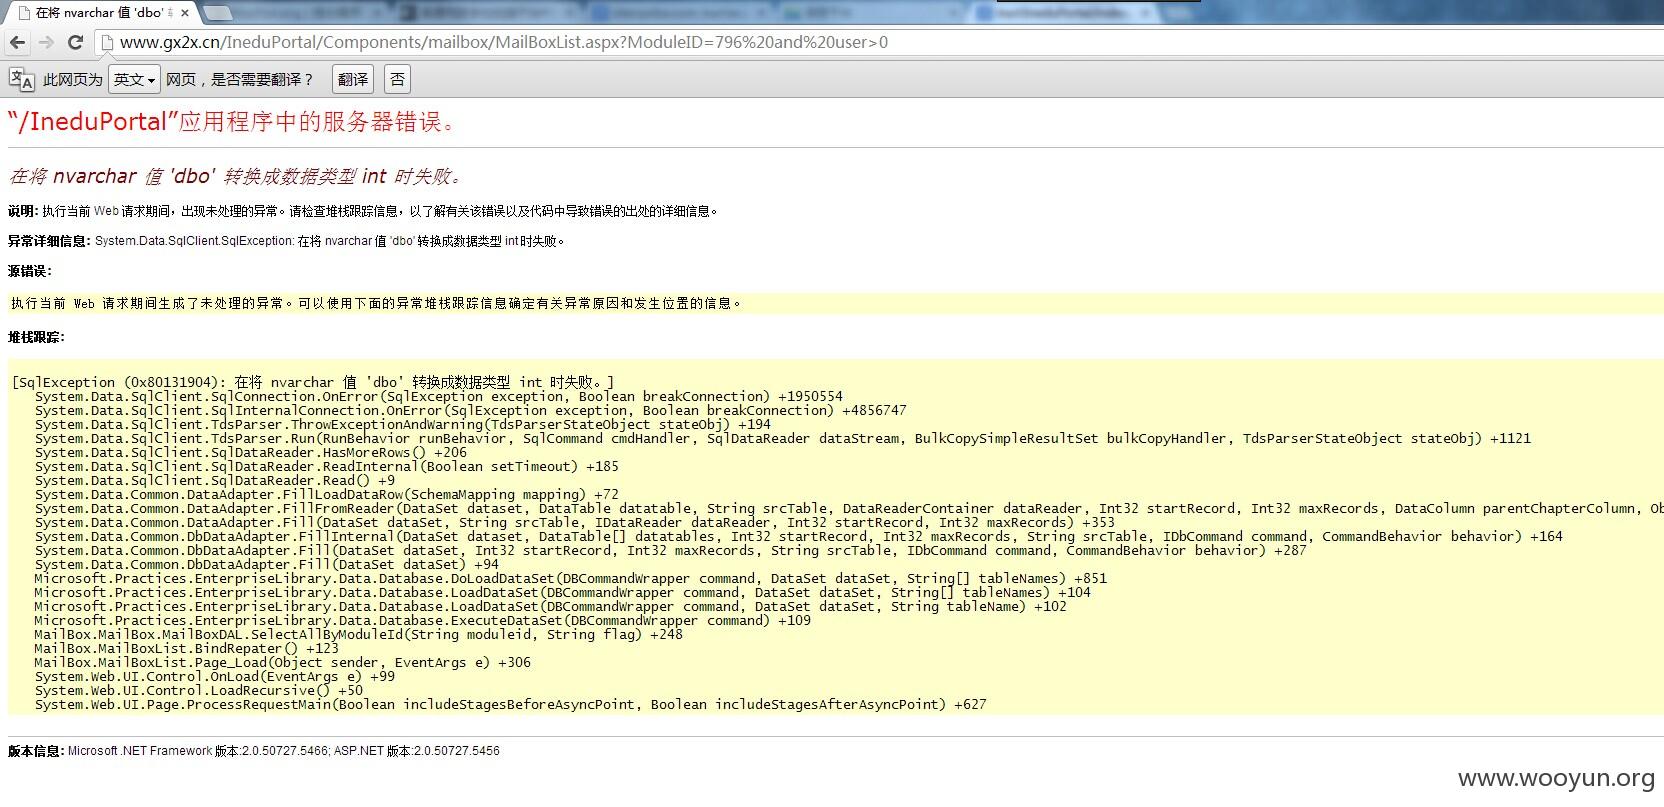 在将 nvarchar 值 'dbo'
www.gx2x.cn/IneduPortal/Components/mailbox/MailBoxList.aspx?ModuleID=796%20and%20user>0
此网页为 英文 网页，是否需要翻译？ 翻译 否
“/IneduPortal”应用程序中的服务器错误。
在将 nvarchar 值 'dbo' 转换成数据类型 int 时失败。
说明: 执行当前 Web 请求期间，出现未处理的异常。请检查堆栈跟踪信息，以了解有关该错误以及代码中导致错误的出处的详细信息。
异常详细信息: System.Data.SqlClient.SqlException: 在将 nvarchar 值 'dbo' 转换成数据类型 int 时失败。
源错误:
执行当前 Web 请求期间生成了未处理的异常。可以使用下面的异常堆栈跟踪信息确定有关异常原因和发生位置的信息。
堆栈跟踪:
[SqlException (0x80131904): 在将 nvarchar 值 'dbo' 转换成数据类型 int 时失败。]
System.Data.SqlClient.SqlConnection.OnError(SqlException exception, Boolean breakConnection) +1950554
System.Data.SqlClient.SqlInternalConnection.OnError(SqlException exception, Boolean breakConnection) +4856747
System.Data.SqlClient.TdsParser.ThrowExceptionAndWarning(TdsParserStateObject stateObj) +194
System.Data.SqlClient.TdsParser.Run(RunBehavior runBehavior, SqlCommand cmdHandler, SqlDataReader dataStream, BulkCopySimpleResultSet bulkCopyHandler, TdsParserStateObject stateObj) +1121
System.Data.SqlClient.SqlDataReader.HasMoreRows() +206
System.Data.SqlClient.SqlDataReader.ReadInternal(Boolean setTimeout) +185
System.Data.SqlClient.SqlDataReader.Read() +9
System.Data.Common.DataAdapter.FillLoadDataRow(SchemaMapping mapping) +72
System.Data.Common.DataAdapter.FillFromReader(DataSet dataset, DataTable datatable, String srcTable, DataReaderContainer dataReader, Int32 startRecord, Int32 maxRecords, DataColumn parentChapterColumn, Ob
System.Data.Common.DataAdapter.Fill(DataSet dataSet, String srcTable, IDataReader dataReader, Int32 startRecord, Int32 maxRecords) +353
System.Data.Common.DbDataAdapter.FillInternal(DataSet dataset, DataTable[] datatables, Int32 startRecord, Int32 maxRecords, String srcTable, IDbCommand command, CommandBehavior behavior) +164
System.Data.Common.DbDataAdapter.Fill(DataSet dataSet, Int32 startRecord, Int32 maxRecords, String srcTable, IDbCommand command, CommandBehavior behavior) +287
System.Data.Common.DbDataAdapter.Fill(DataSet dataSet) +94
Microsoft.Practices.EnterpriseLibrary.Data.Database.DoLoadDataSet(DBCommandWrapper command, DataSet dataSet, String[] tableNames) +851
Microsoft.Practices.EnterpriseLibrary.Data.Database.LoadDataSet(DBCommandWrapper command, DataSet dataSet, String[] tableNames) +104
Microsoft.Practices.EnterpriseLibrary.Data.Database.LoadDataSet(DBCommandWrapper command, DataSet dataSet, String tableName) +102
Microsoft.Practices.EnterpriseLibrary.Data.Database.ExecuteDataSet(DBCommandWrapper command) +109
MailBox.MailBox.MailBoxDAL.SelectAllByModuleId(String moduleid, String flag) +248
MailBox.MailBoxList.BindRepater() +123
MailBox.MailBoxList.Page_Load(Object sender, EventArgs e) +306
System.Web.UI.Control.OnLoad(EventArgs e) +99
System.Web.UI.Control.LoadRecursive() +50
System.Web.UI.Page.ProcessRequestMain(Boolean includeStagesBeforeAsyncPoint, Boolean includeStagesAfterAsyncPoint) +627
版本信息: Microsoft .NET Framework 版本:2.0.50727.5466; ASP.NET 版本:2.0.50727.5456
www.wooyun.org